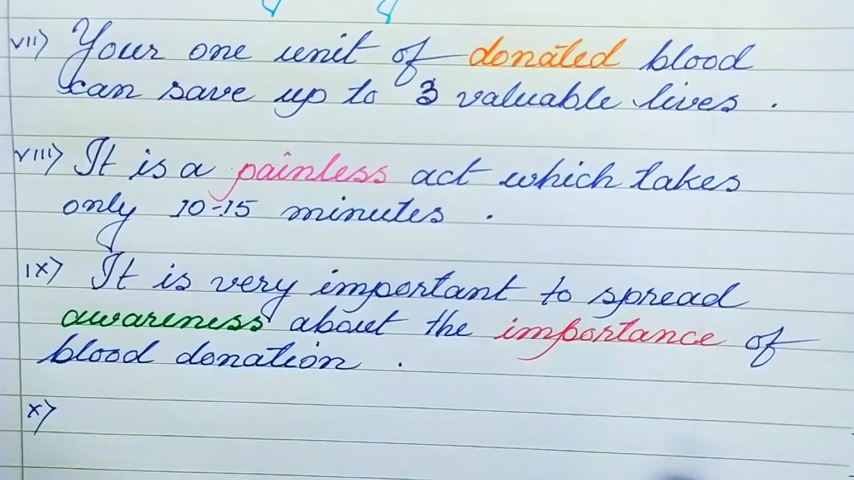 vii) Your one unit of donated blood
can save up to 3 valuable lives .
viii) It is a painless act which takes
only 10-15 minutes .
ix) It is very important to spread
awareness about the importance of
blood donation .
x)